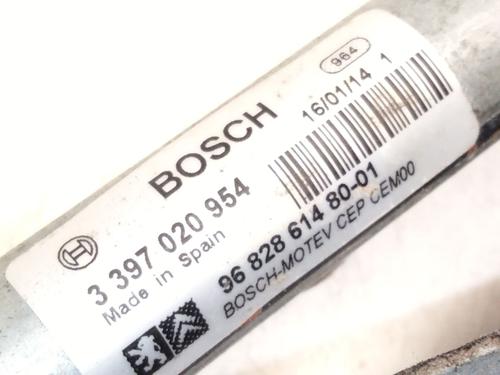 964
BOSCH
16/01/14 1
3 397 020 954
Made in Spain
96 828 614 80-01
BOSCH-MOTEV CEP CEM00